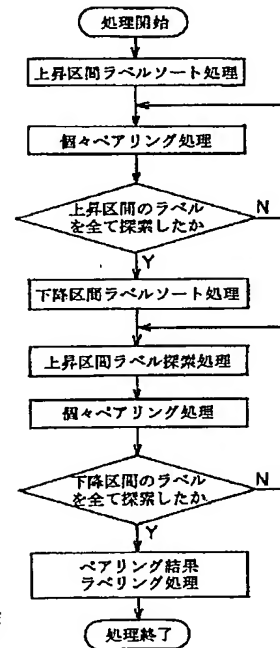 処理開始
上昇区間ラベルソート処理
個々ペアリング処理
上昇区間のラベル
を全て探索したか
N
Y
下降区間ラベルソート処理
上昇区間ラベル探索処理
個々ペアリング処理
下降区間のラベル
を全て探索したか
N
Y
ペアリング結果
ラベリング処理
処理終了